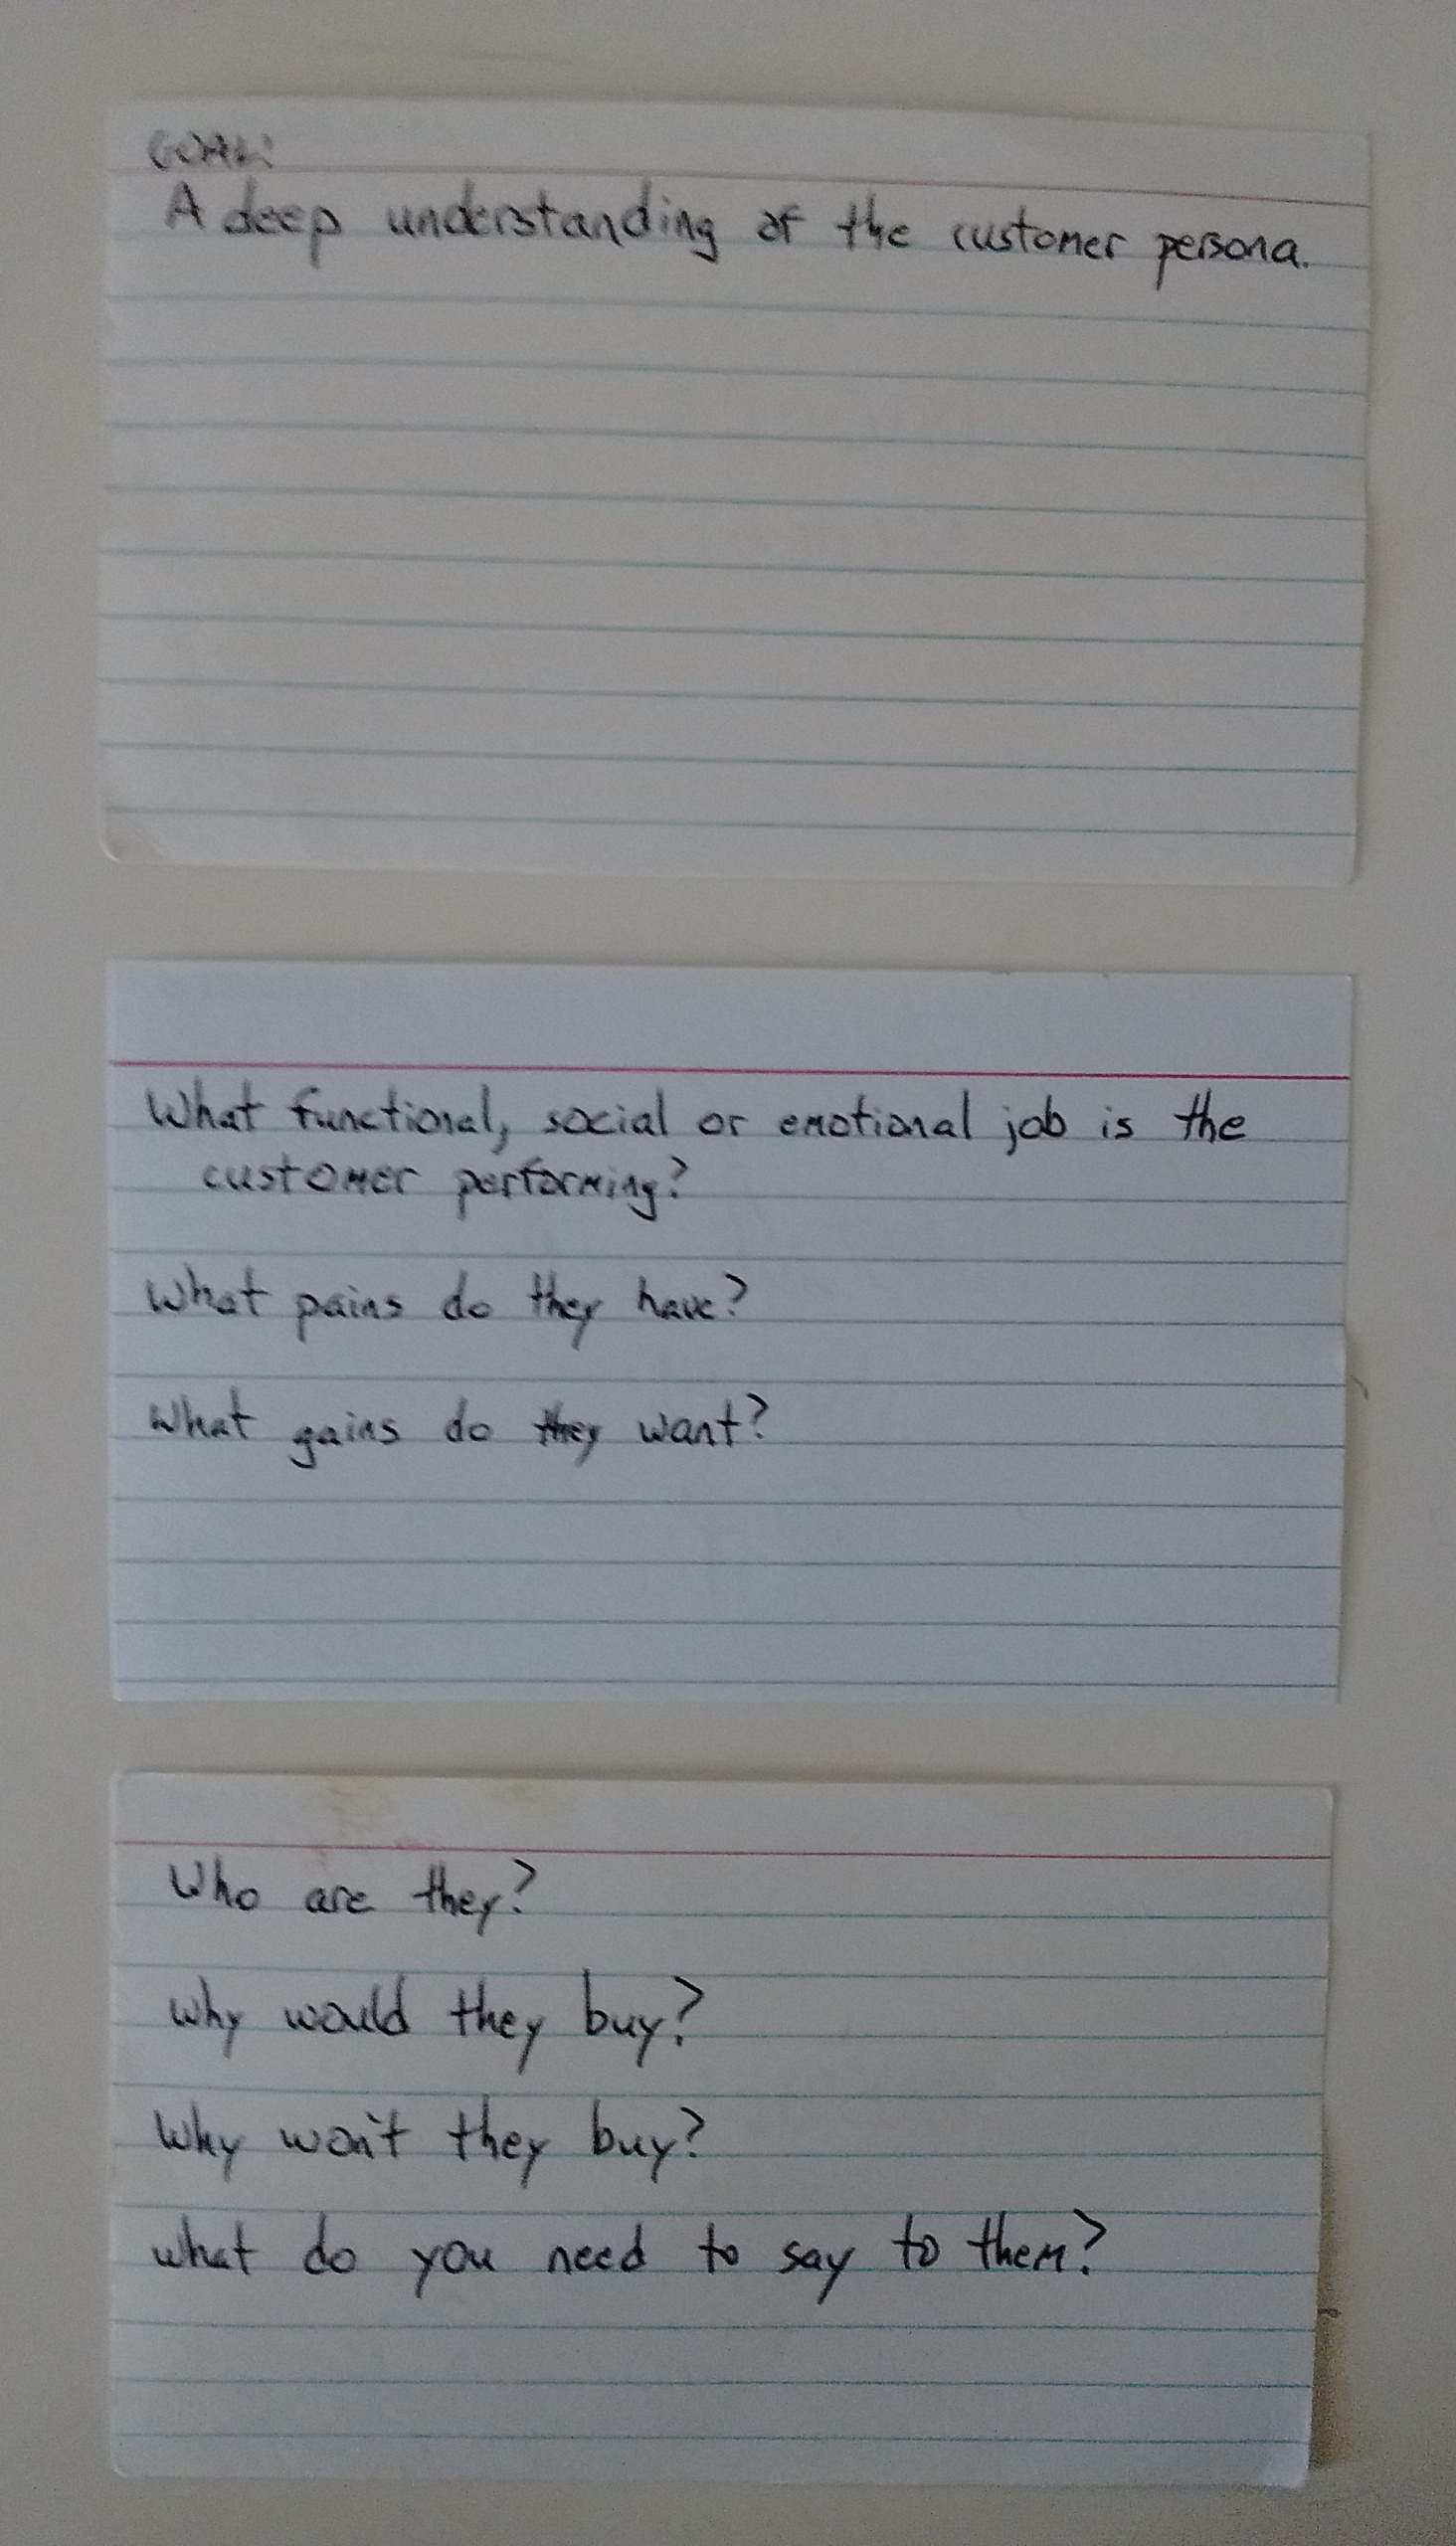 GOAL:
A deep understanding of the customer persona.
What functional, social or emotional job is the
customer performing?
What pains do they have?
What gains do they want?
Who are they?
Why would they buy?
Why won't they buy?
what do you need to say to them?